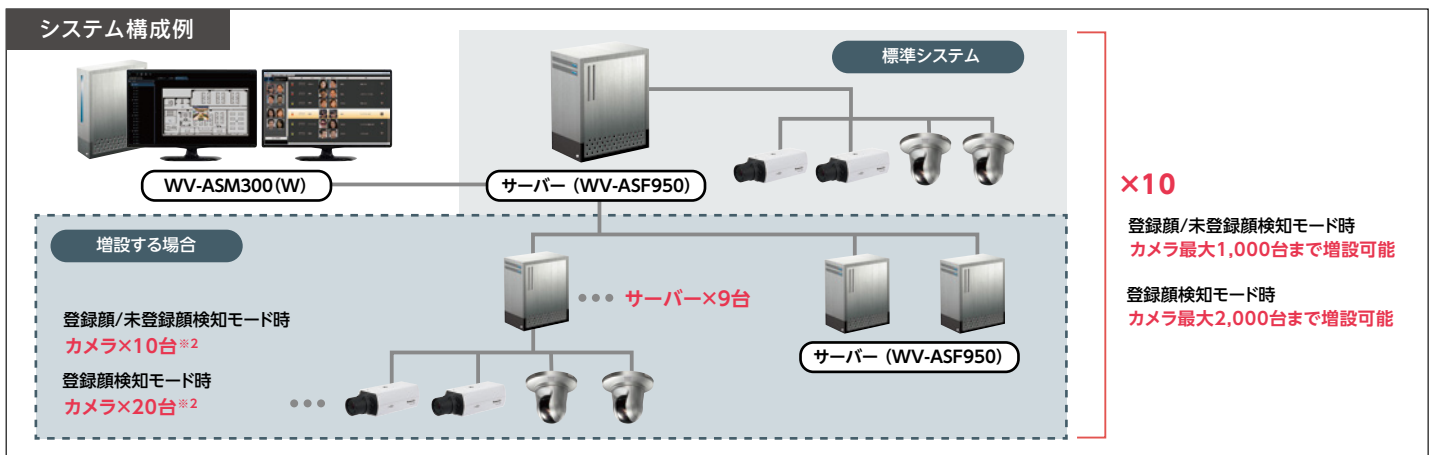 システム構成例
標準システム
WV-ASM300(W)
サーバー（WV-ASF950）
増設する場合
サーバー×9台
登録顔/未登録顔検知モード時
カメラ×10台※2
登録顔検知モード時
カメラ×20台※2
サーバー（WV-ASF950）
×10
登録顔/未登録顔検知モード時
カメラ最大1,000台まで増設可能
登録顔検知モード時
カメラ最大2,000台まで増設可能